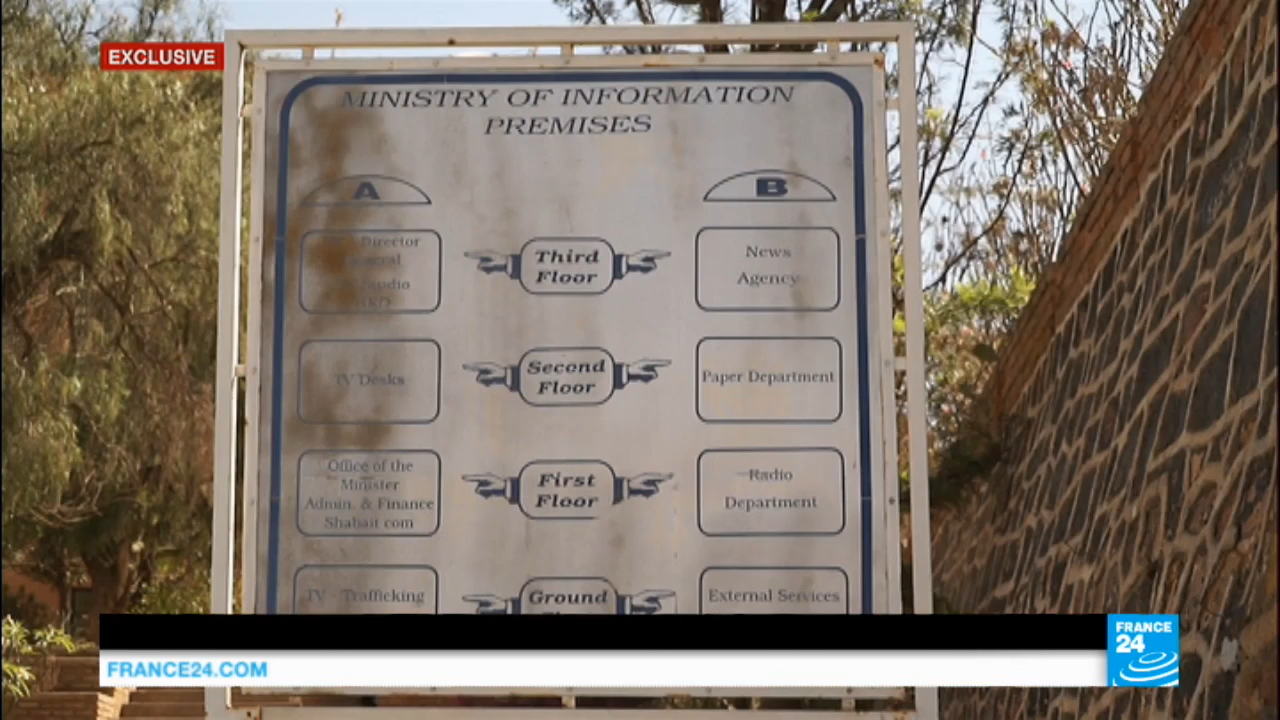 EXCLUSIVE
MINISTRY OF INFORMATION
PREMISES
A
B
Director
Third
Floor
News
Agency
TV Desks
Second
Floor
Paper Department
Office of the
Minister
Admin. & Finance
Shabait com
First
Floor
Radio
Department
TV - Trafficking
Ground
External Services
FRANCE
24
FRANCE24.COM